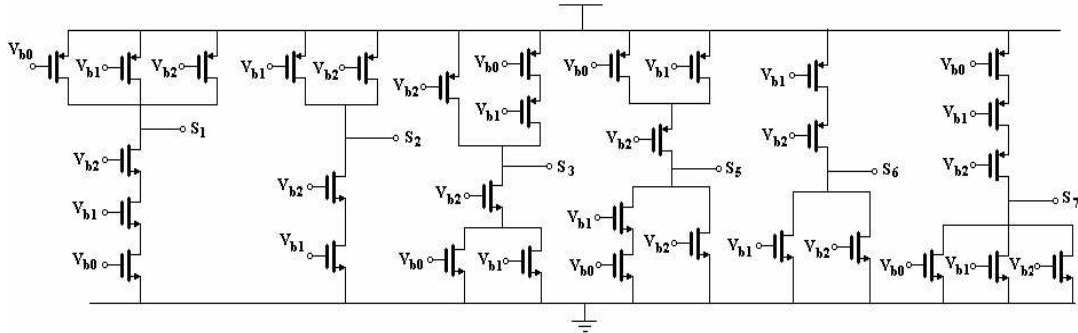 Vb0 Vb1 Vb2 S1 Vb2 Vb1 Vb0
Vb1 Vb2 S2 Vb2 Vb1
Vb2 Vb0 Vb1 S3 Vb2 Vb0 Vb1
Vb0 Vb1 Vb2 S5 Vb1 Vb0 Vb2
Vb1 Vb2 S6 Vb1 Vb2
Vb0 Vb1 Vb2 S7 Vb0 Vb1 Vb2